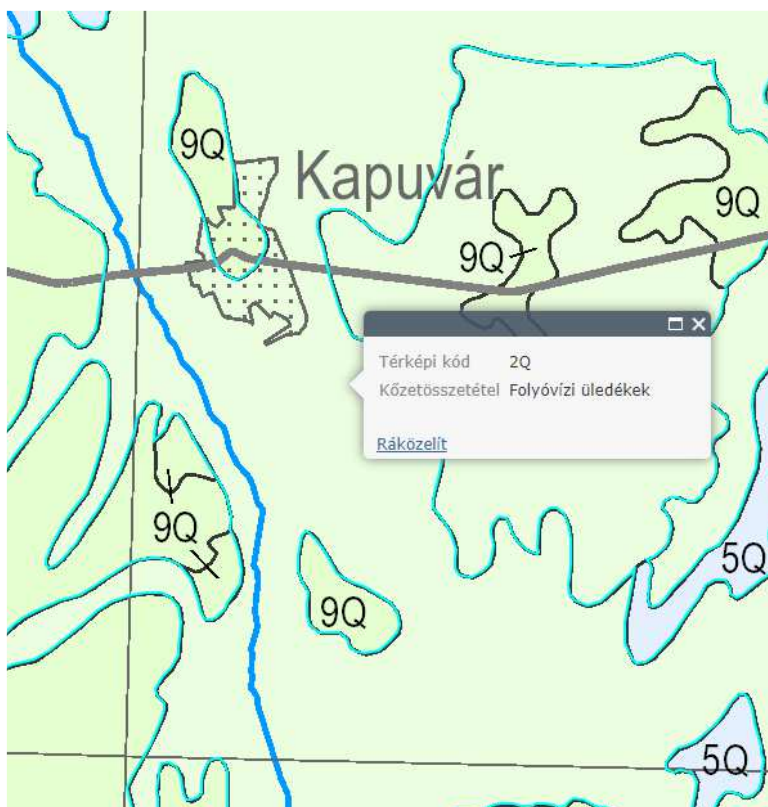 9Q
Kapuvár
9Q
9Q
Térképi kód 2Q
Kőzetösszetétel Folyóvízi üledékek
Ráközelít
9Q
5Q
9Q
5Q